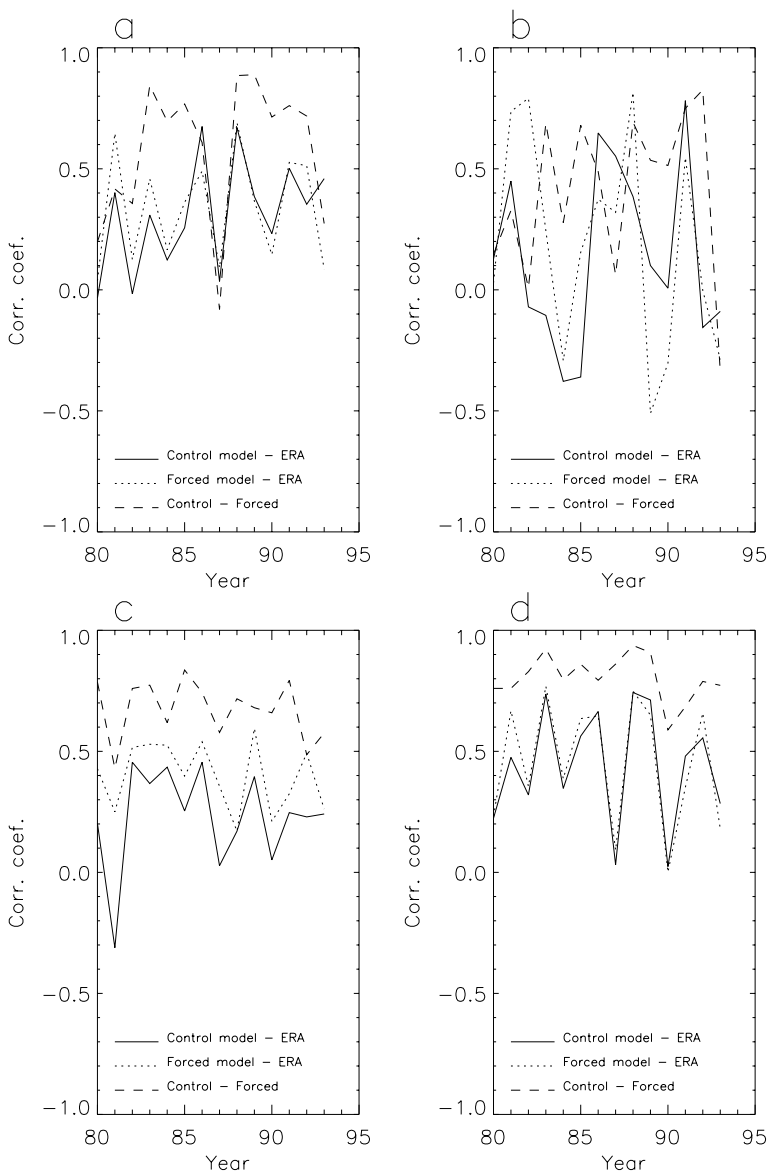 a
1.0
0.5
0.0
−0.5
−1.0
Corr. coef.
Control model − ERA
Forced model − ERA
Control − Forced
80 85 90 95
Year
b
1.0
0.5
0.0
−0.5
−1.0
Corr. coef.
Control model − ERA
Forced model − ERA
Control − Forced
80 85 90 95
Year
c
1.0
0.5
0.0
−0.5
−1.0
Corr. coef.
Control model − ERA
Forced model − ERA
Control − Forced
80 85 90 95
Year
d
1.0
0.5
0.0
−0.5
−1.0
Corr. coef.
Control model − ERA
Forced model − ERA
Control − Forced
80 85 90 95
Year